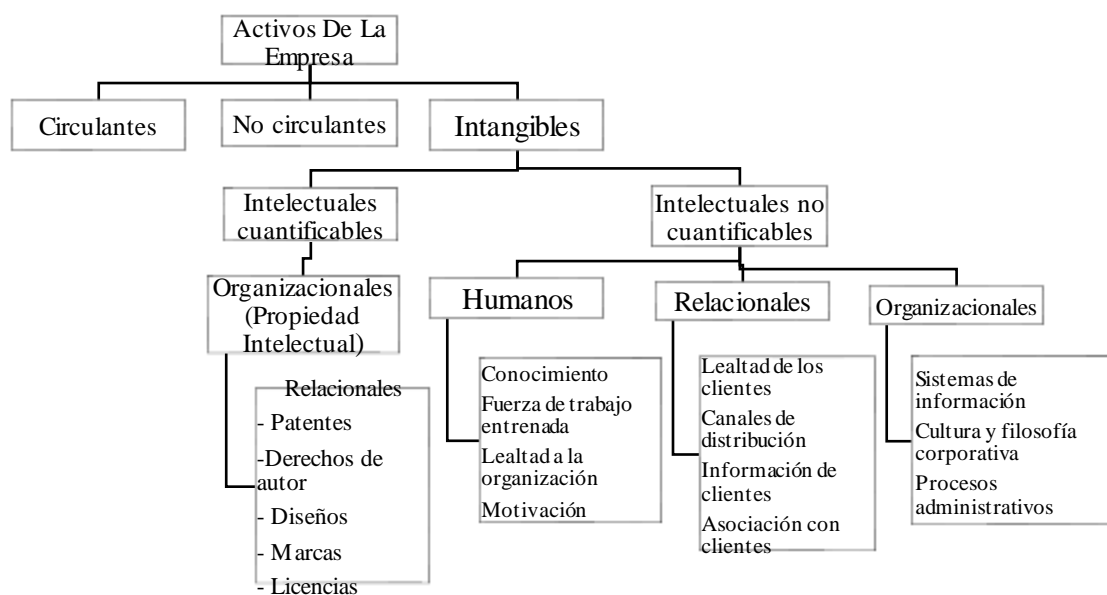 Activos De La
Empresa
Circulantes
No circulantes
Intangibles
Intelectuales
cuantificables
Intelectuales no
cuantificables
Organizacionales
(Propiedad
Intelectual)
Humanos
Relacionales
Organizacionales
Relacionales
- Patentes
-Derechos de
autor
- Diseños
- Marcas
- Licencias
Conocimiento
Fuerza de trabajo
entrenada
Lealtad a la
organización
Motivación
Lealtad de los
clientes
Canales de
distribución
Información de
clientes
Asociación con
clientes
Sistemas de
información
Cultura y filosofía
corporativa
Procesos
administrativos